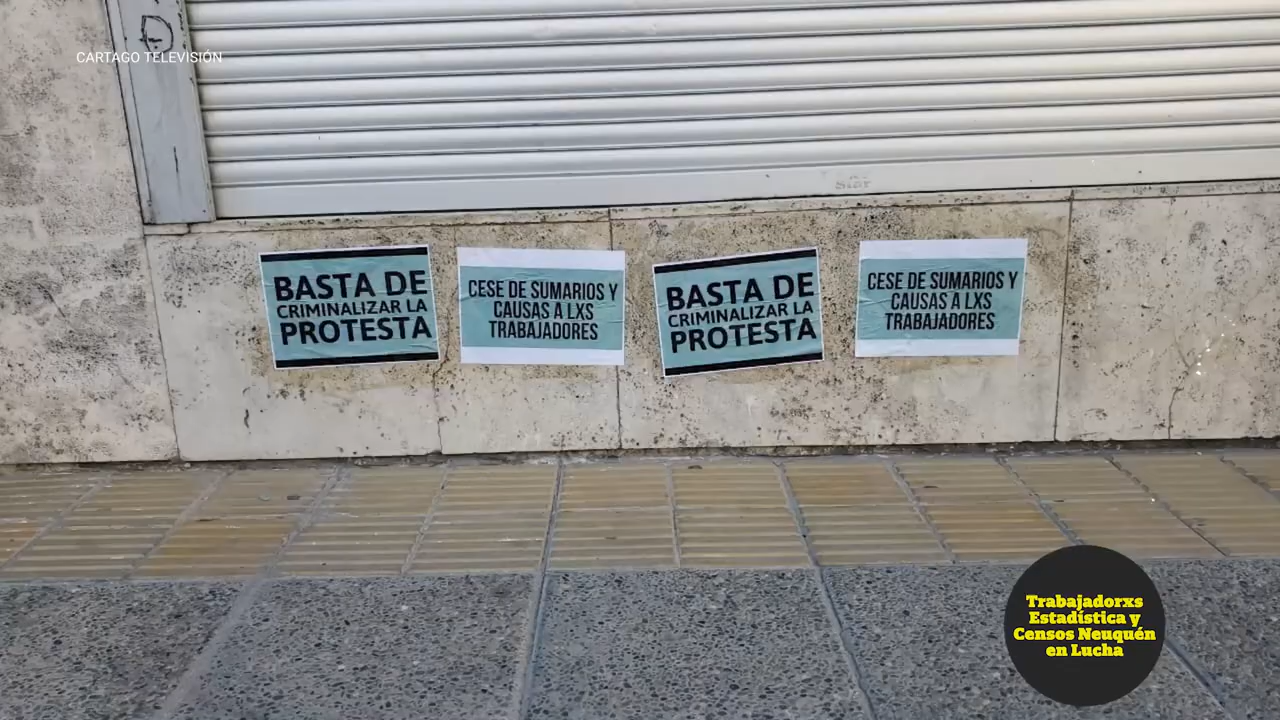 CARTAGO TELEVISIÓN
BASTA DE
CRIMINALIZAR LA
PROTESTA
CESE DE SUMARIOS Y
CAUSAS A LXS
TRABAJADORES
BASTA DE
CRIMINALIZAR LA
PROTESTA
CESE DE SUMARIOS Y
CAUSAS A LXS
TRABAJADORES
Trabajadorxs
Estadística y
Censos Neuquén
en Lucha